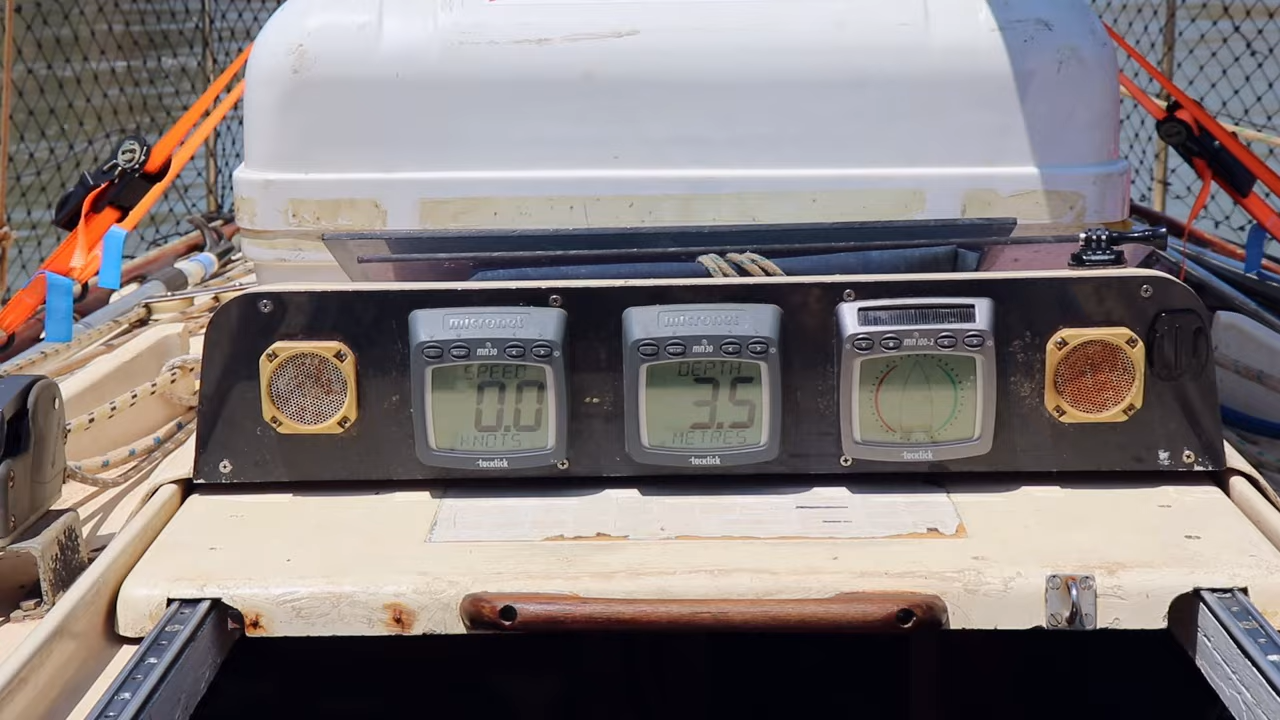 micronet
mn30
SPEED
0.0
KNOTS
tacktick
micronet
mn30
DEPTH
3.5
METRES
tacktick
mn100-2
tacktick